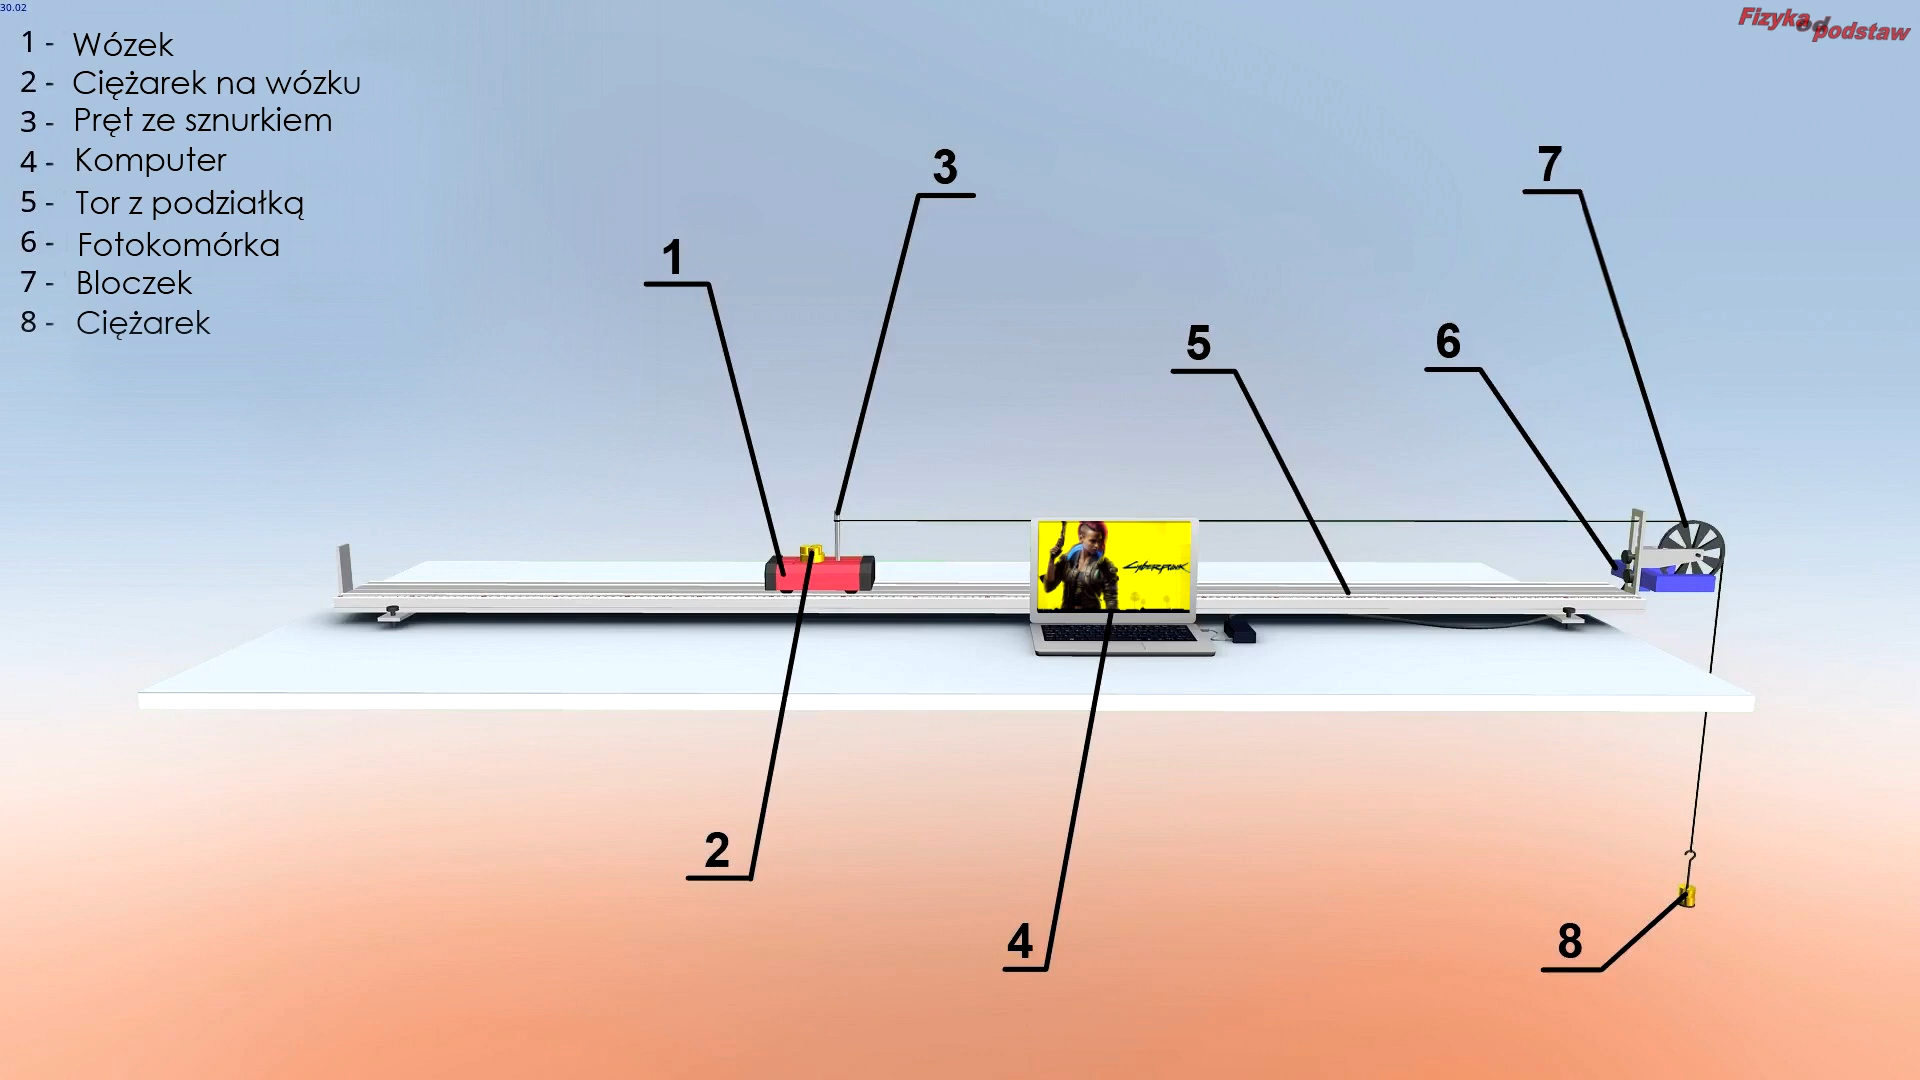 30.02
Fizyka od podstaw
1 - Wózek
2 - Ciężarek na wózku
3 - Pręt ze sznurkiem
4 - Komputer
5 - Tor z podziałką
6 - Fotokomórka
7 - Bloczek
8 - Ciężarek
3
7
1
5
6
CYBERPUNK
2
4
8